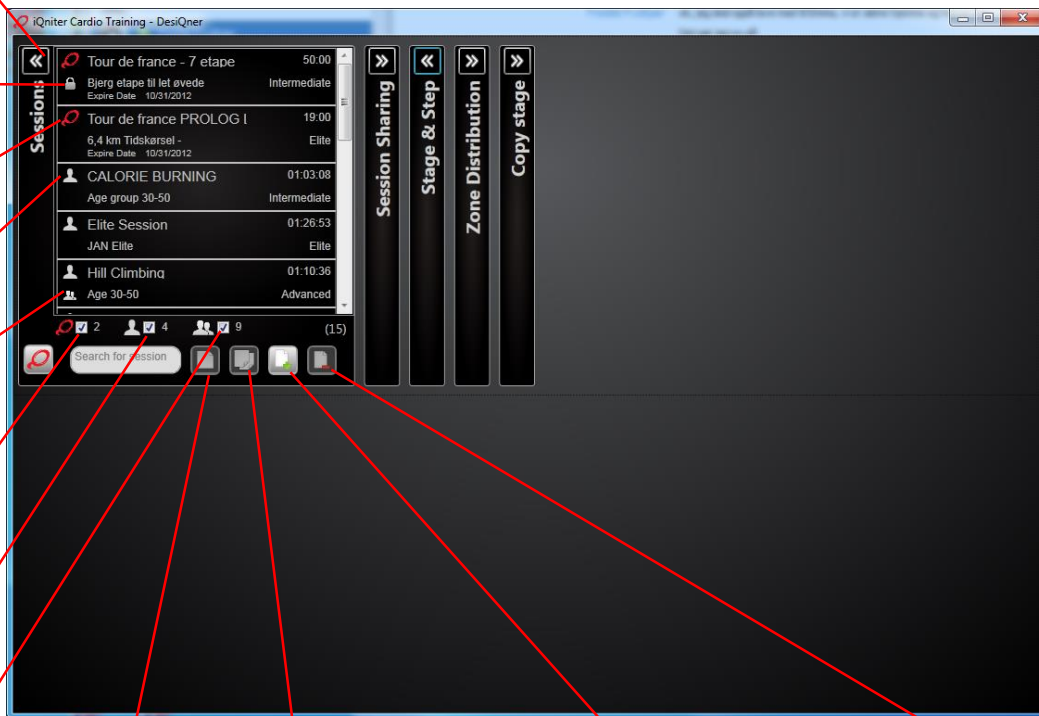 iQniter Cardio Training - DesiQner
Sessions
Tour de france - 7 etape 50:00
Bjerg etape til let øvede Intermediate
Expire Date 10/31/2012
Tour de france PROLOG 19:00
6,4 km Tidskørsel - Elite
Expire Date 10/31/2012
CALORIE BURNING 01:03:08
Age group 30-50 Intermediate
Elite Session 01:26:53
JAN Elite Elite
Hill Climbing 01:10:36
Age 30-50 Advanced
2 4 9 (15)
Search for session
Session Sharing
Stage & Step
Zone Distribution
Copy stage